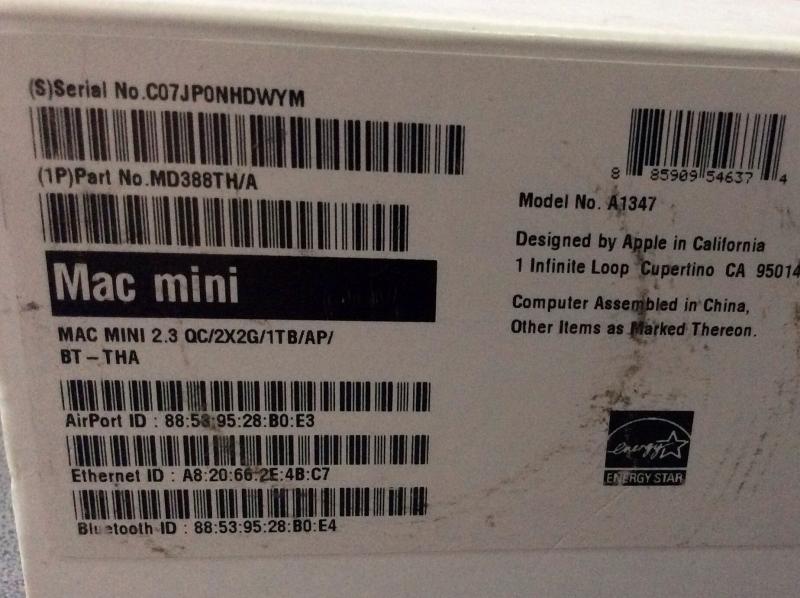 (S)Serial No.C07JP0NHDWYM
(1P)Part No.MD388TH/A
Mac mini
MAC MINI 2.3 QC/2X2G/1TB/AP/
BT-THA
AirPort ID : 88:53:95:28:B0:E3
Ethernet ID : A8:20:66:2E:4B:C7
Bluetooth ID : 88:53:95:28:B0:E4
8 85909 54637 4
Model No. A1347
Designed by Apple in California
1 Infinite Loop Cupertino CA 95014
Computer Assembled in China,
Other Items as Marked Thereon.
energy
ENERGY STAR